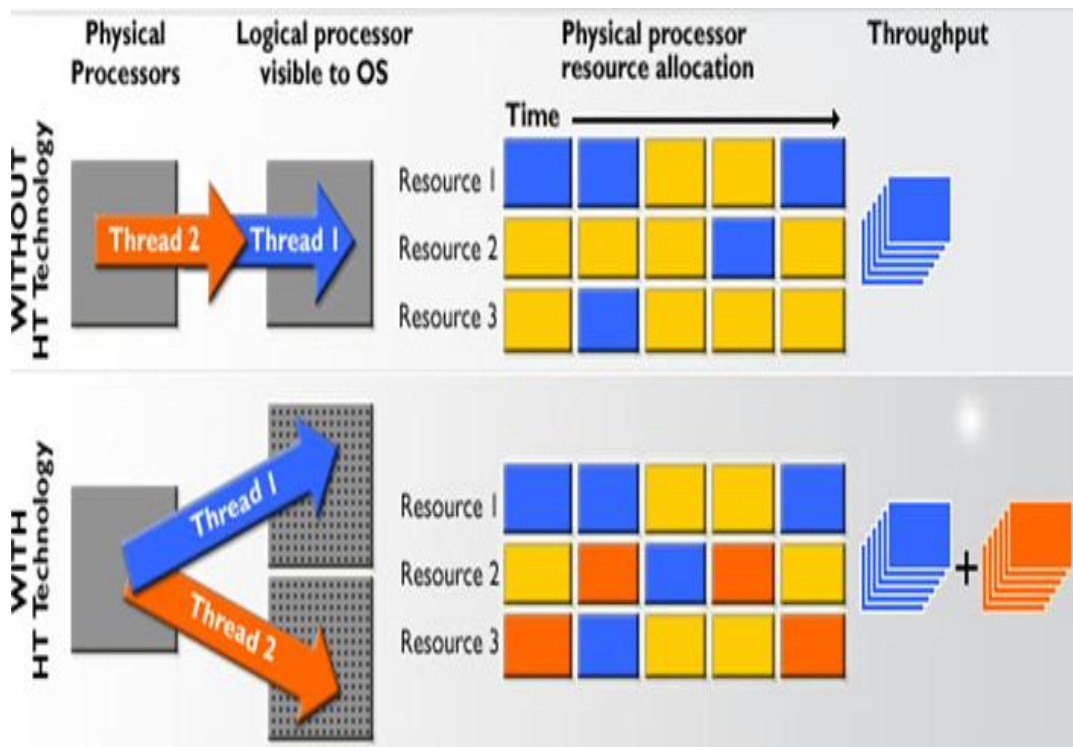 Physical
Processors
Logical processor
visible to OS
Physical processor
resource allocation
Throughput
Time
WITHOUT
HT Technology
Thread 2
Thread 1
Resource 1
Resource 2
Resource 3
WITH
HT Technology
Thread 1
Thread 2
Resource 1
Resource 2
Resource 3
+